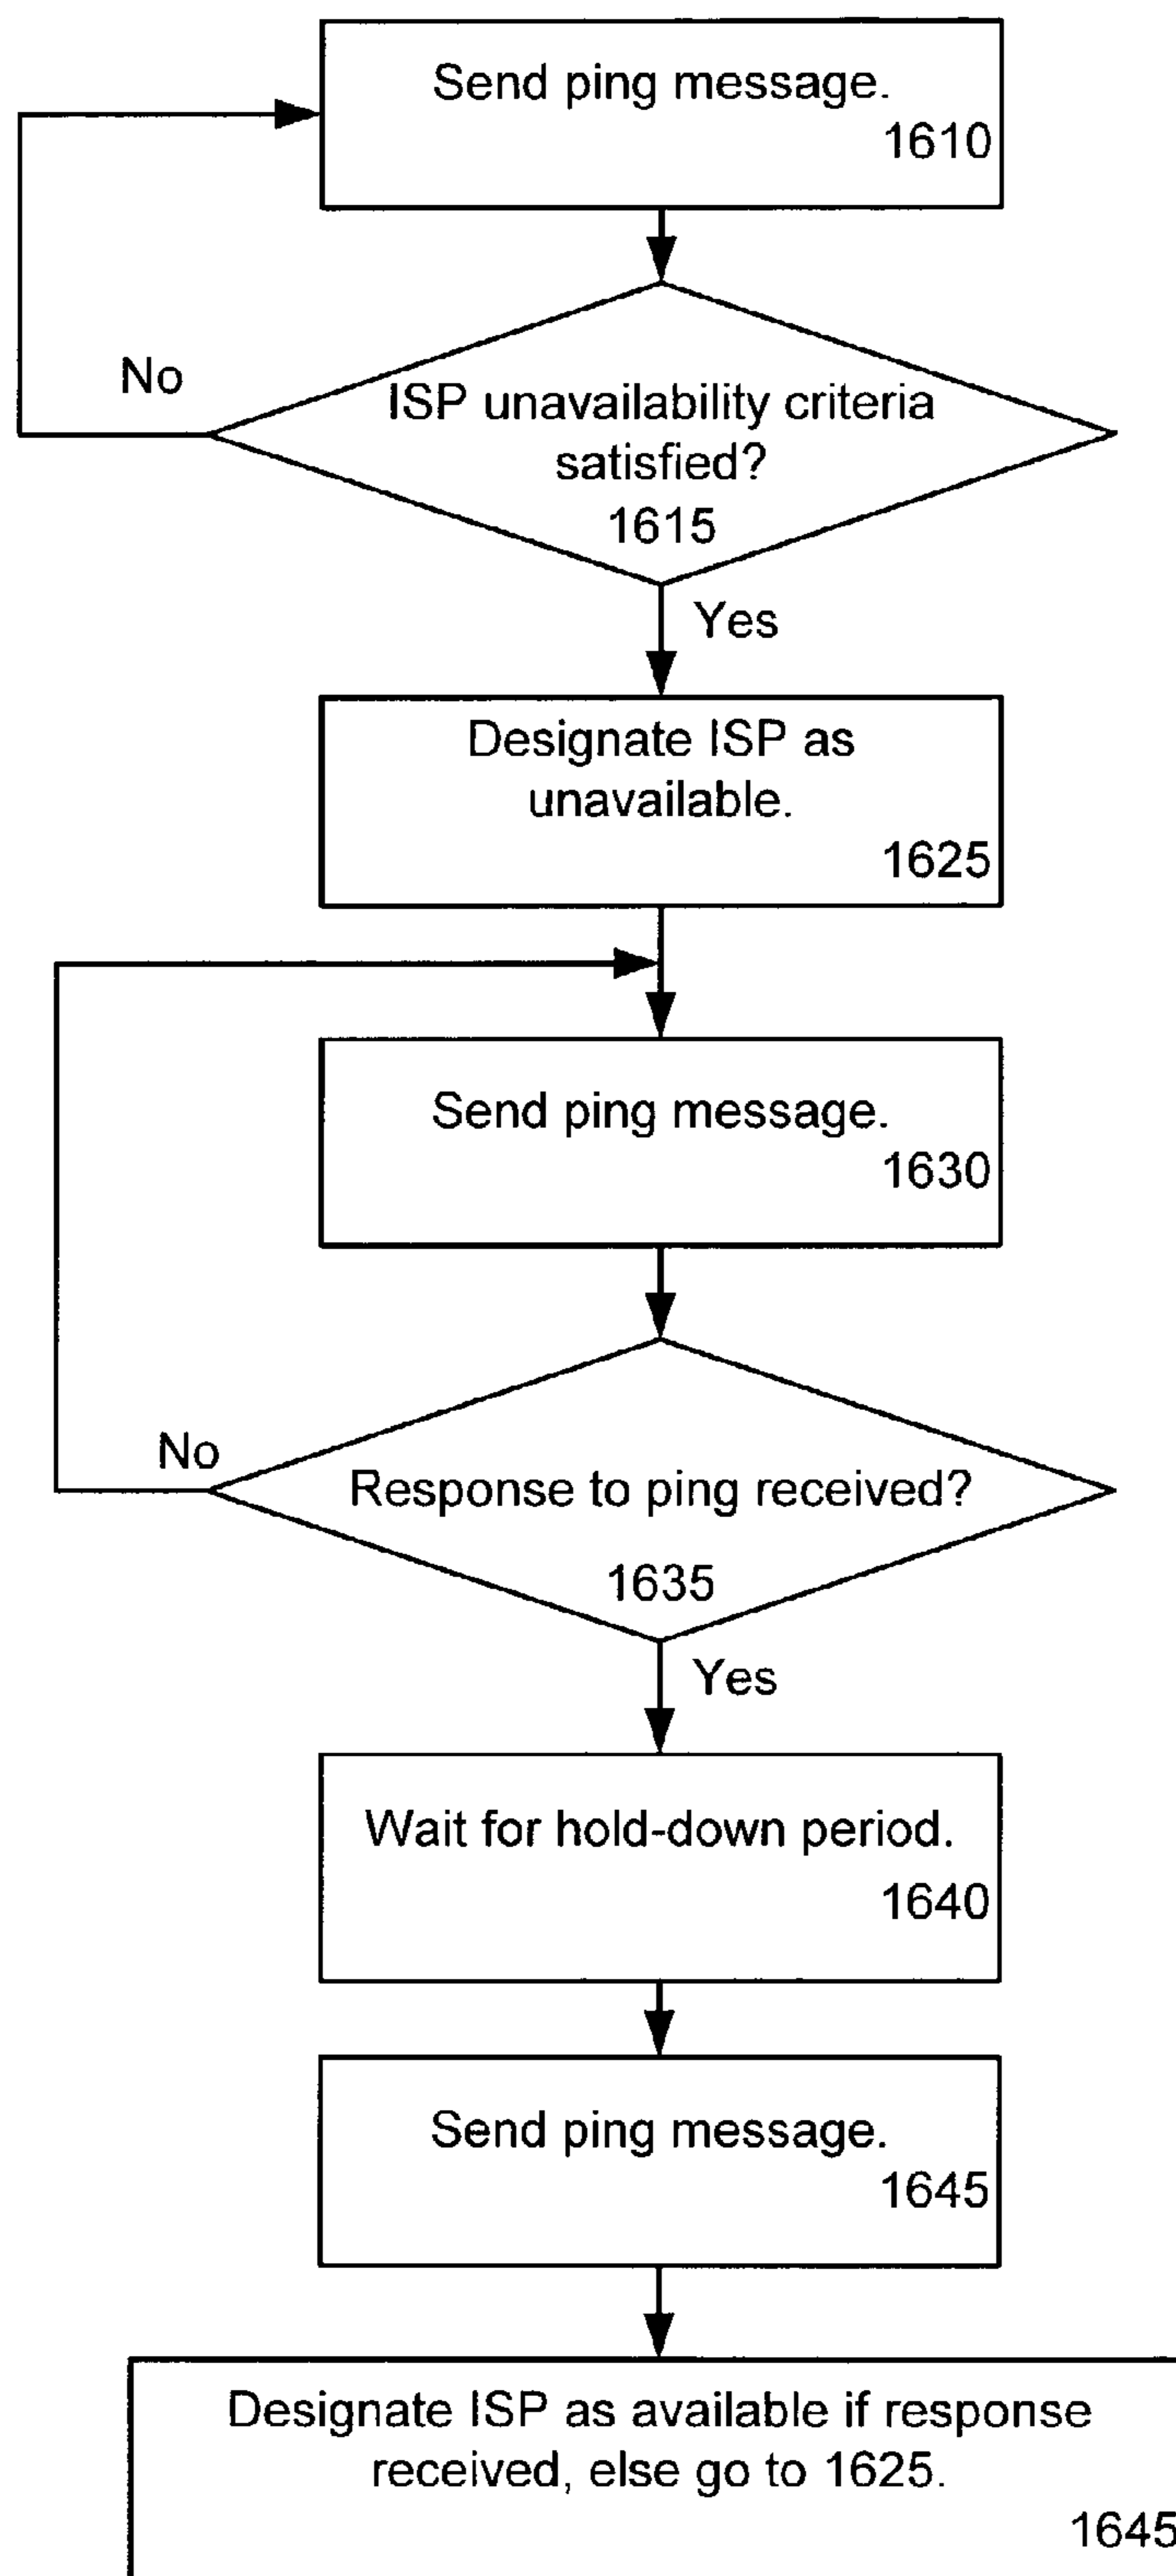 Send ping message.
1610
No
ISP unavailability criteria
satisfied?
1615
Yes
Designate ISP as
unavailable.
1625
Send ping message.
1630
No
Response to ping received?
1635
Yes
Wait for hold-down period.
1640
Send ping message.
1645
Designate ISP as available if response
received, else go to 1625.
1645